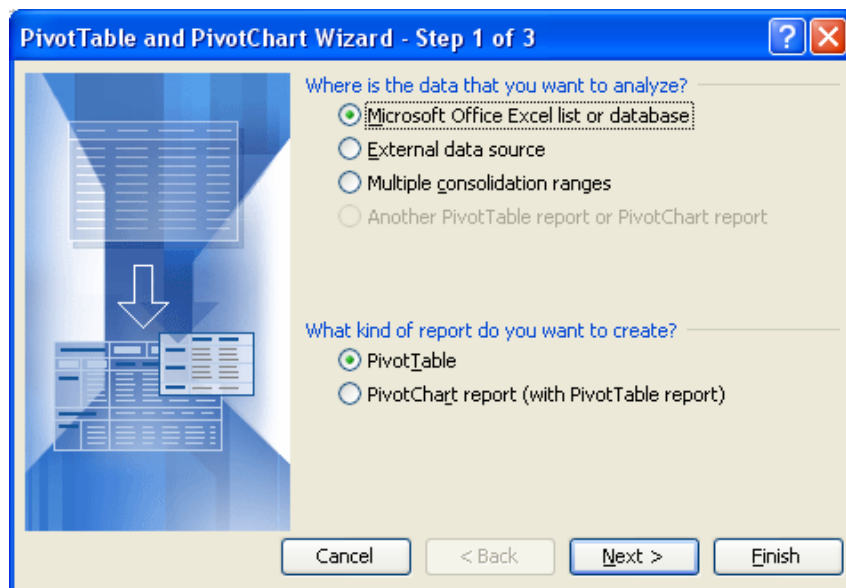 PivotTable and PivotChart Wizard - Step 1 of 3
Where is the data that you want to analyze?
Microsoft Office Excel list or database
External data source
Multiple consolidation ranges
Another PivotTable report or PivotChart report
What kind of report do you want to create?
PivotTable
PivotChart report (with PivotTable report)
Cancel < Back Next > Finish